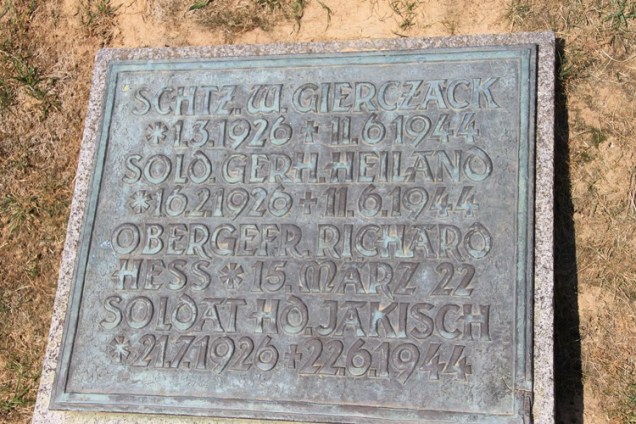 SCHTZ. W. GIERCZACK
* 1.3.1926 + 11.6.1944
SOLD. GERH. HEILAND
* 16.2.1926 + 11.6.1944
OBERGEFR. RICHARD
HESS * 15. MÄRZ 22
SOLDAT HD. JAKISCH
* 21.7.1926 + 22.6.1944